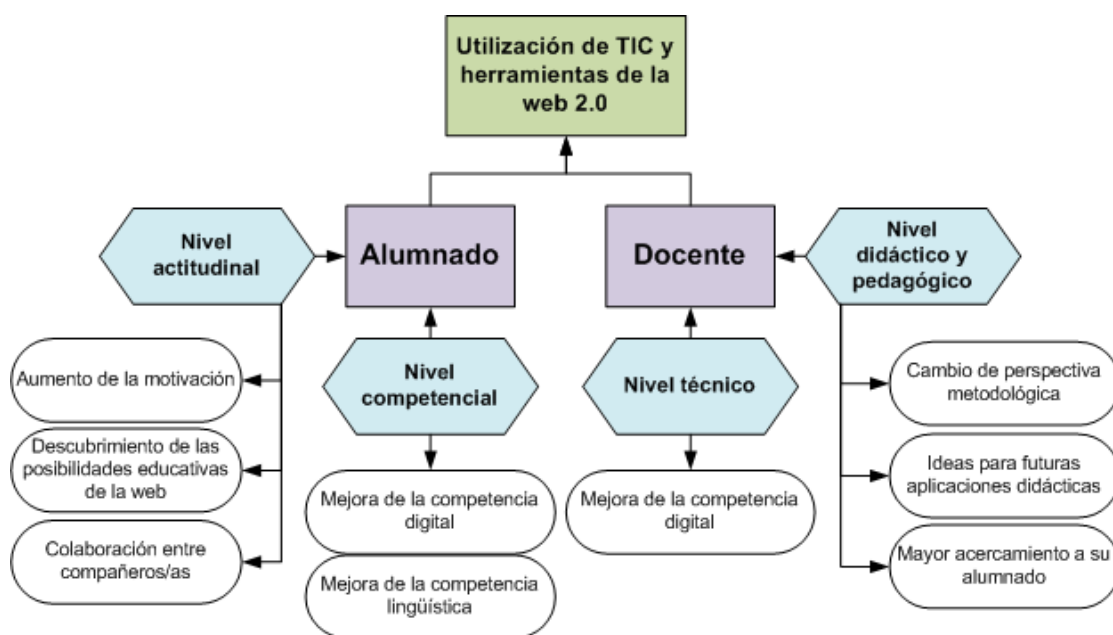 Utilización de TIC y
herramientas de la
web 2.0
Nivel
actitudinal
Alumnado
Docente
Nivel
didáctico y
pedagógico
Nivel
competencial
Nivel técnico
Aumento de la motivación
Descubrimiento de las
posibilidades educativas
de la web
Colaboración entre
compañeros/as
Mejora de la competencia
digital
Mejora de la competencia
lingüística
Mejora de la competencia
digital
Cambio de perspectiva
metodológica
Ideas para futuras
aplicaciones didácticas
Mayor acercamiento a su
alumnado